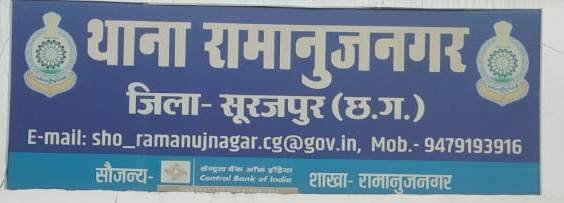 थाना रामानुजनगर
जिला- सूरजपुर (छ.ग.)
E-mail: sho_ramanujnagar.cg@gov.in, Mob.- 9479193916
सौजन्य- सेन्ट्रल बैंक ऑफ इंडिया शाखा- रामानुजनगर
Central Bank of India